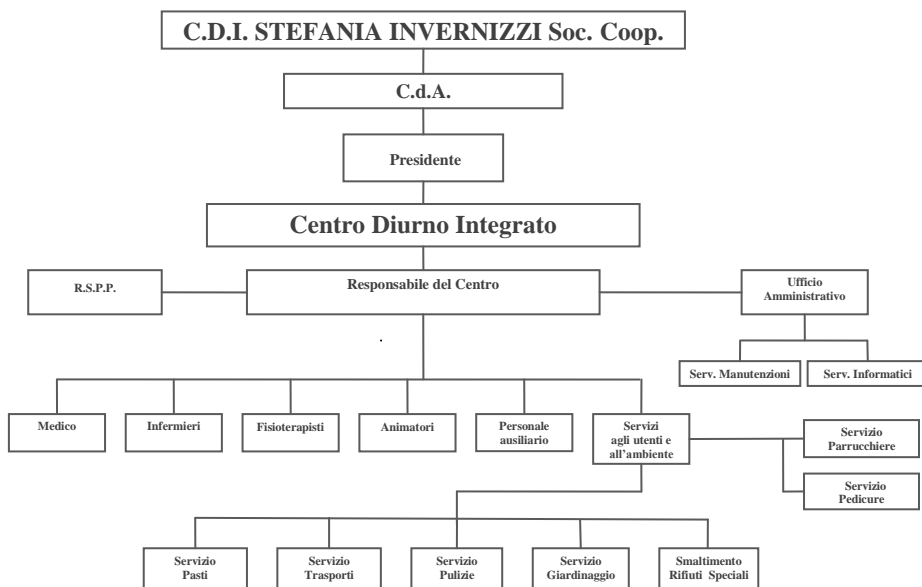 C.D.I. STEFANIA INVERNIZZI Soc. Coop.
C.d.A.
Presidente
Centro Diurno Integrato
R.S.P.P.
Responsabile del Centro
Ufficio
Amministrativo
Serv. Manutenzioni
Serv. Informatici
Medico
Infermieri
Fisioterapisti
Animatori
Personale
ausiliario
Servizi
agli utenti e
all'ambiente
Servizio
Parrucchiere
Servizio
Pedicure
Servizio
Pasti
Servizio
Trasporti
Servizio
Pulizie
Servizio
Giardinaggio
Smaltimento
Rifiuti Speciali